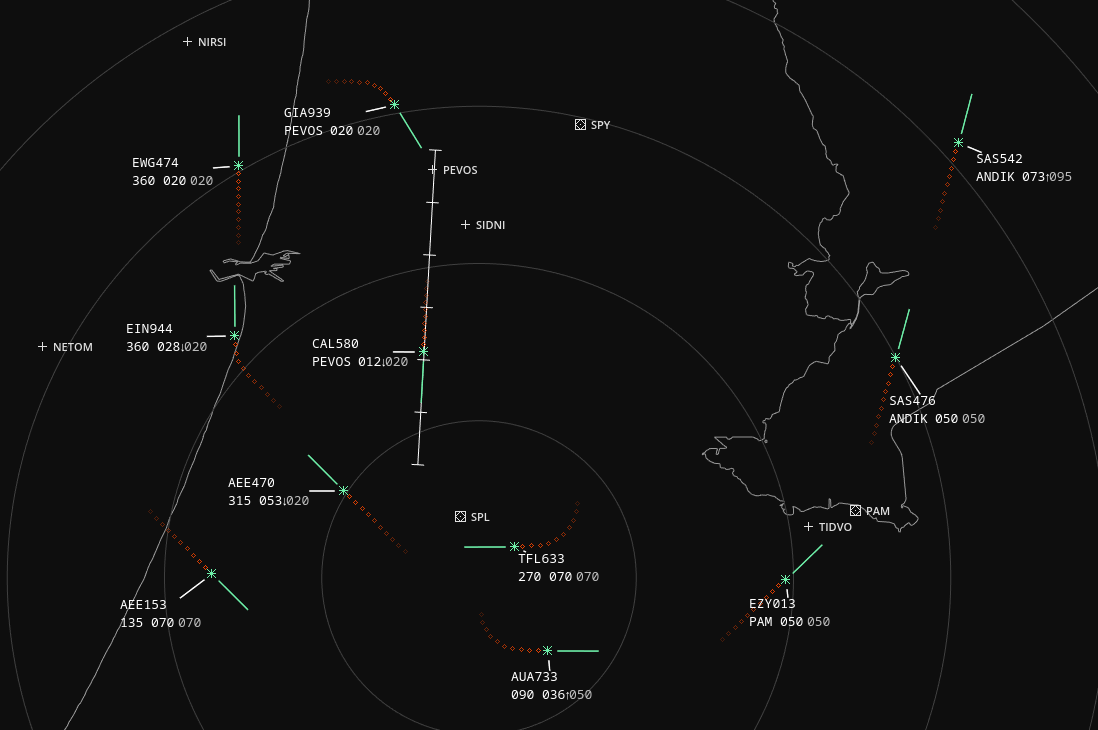 NIRSI
GIA939
PEVOS 020 020
SPY
EWG474
360 020 020
PEVOS
SAS542
ANDIK 073↑095
SIDNI
EIN944
360 028↓020
NETOM
CAL580
PEVOS 012↓020
SAS476
ANDIK 050 050
AEE470
315 053↓020
SPL
PAM
TIDVO
TFL633
270 070 070
AEE153
135 070 070
EZY013
PAM 050 050
AUA733
090 036↑050